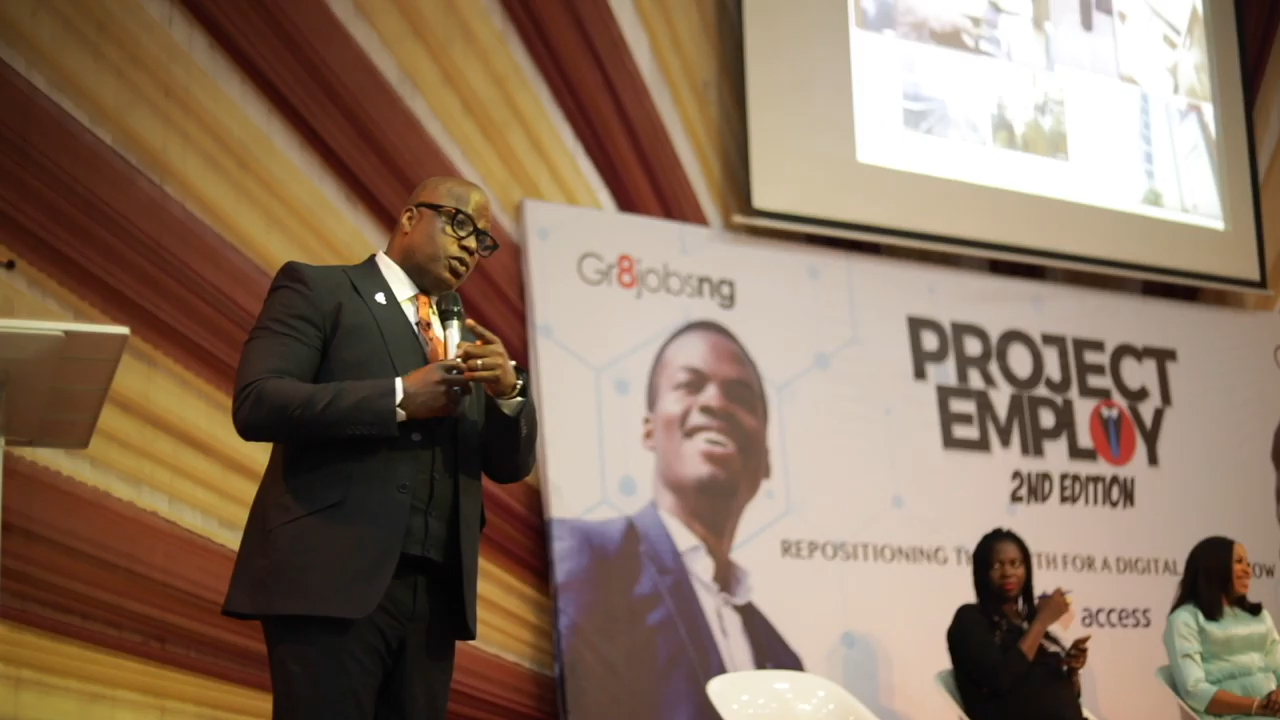 Gr8jobsng
PROJECT
EMPLOY
2ND EDITION
REPOSITIONING FOR A DIGITAL
access